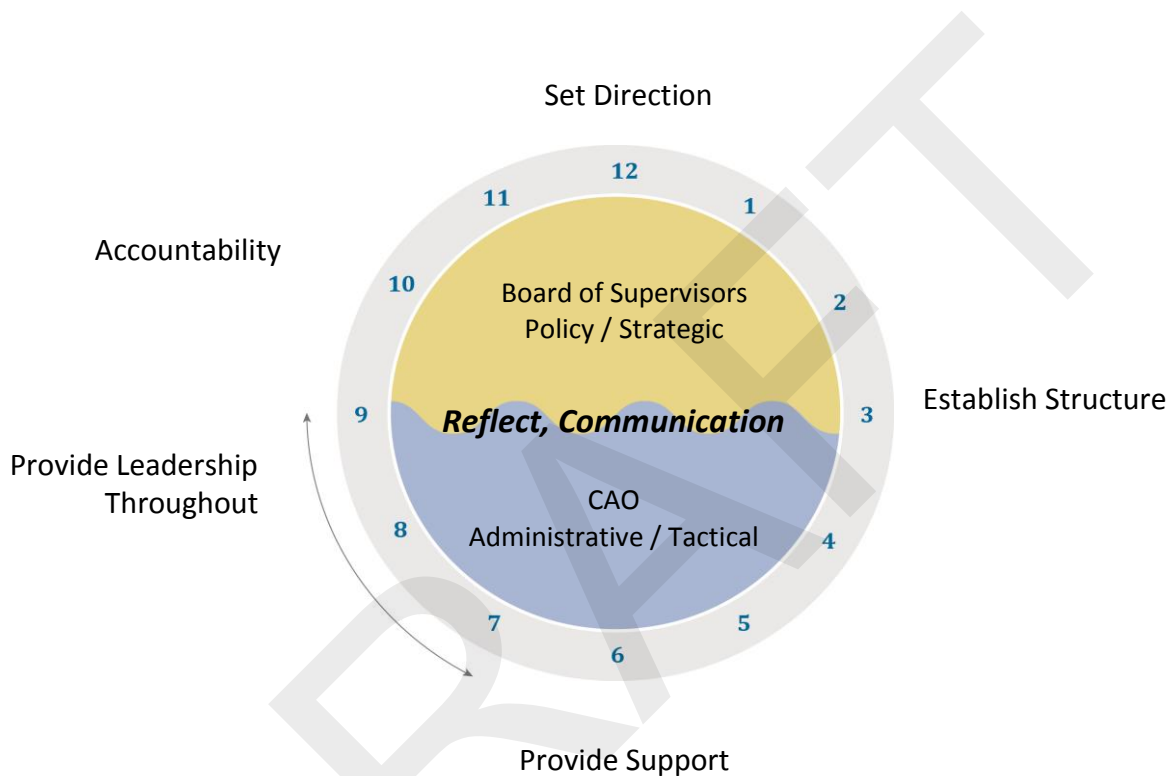 Set Direction
12
11
1
Accountability
10
2
Board of Supervisors
Policy / Strategic
9
Reflect, Communication
3
Establish Structure
Provide Leadership
Throughout
8
CAO
Administrative / Tactical
4
7
5
6
Provide Support
DRAFT